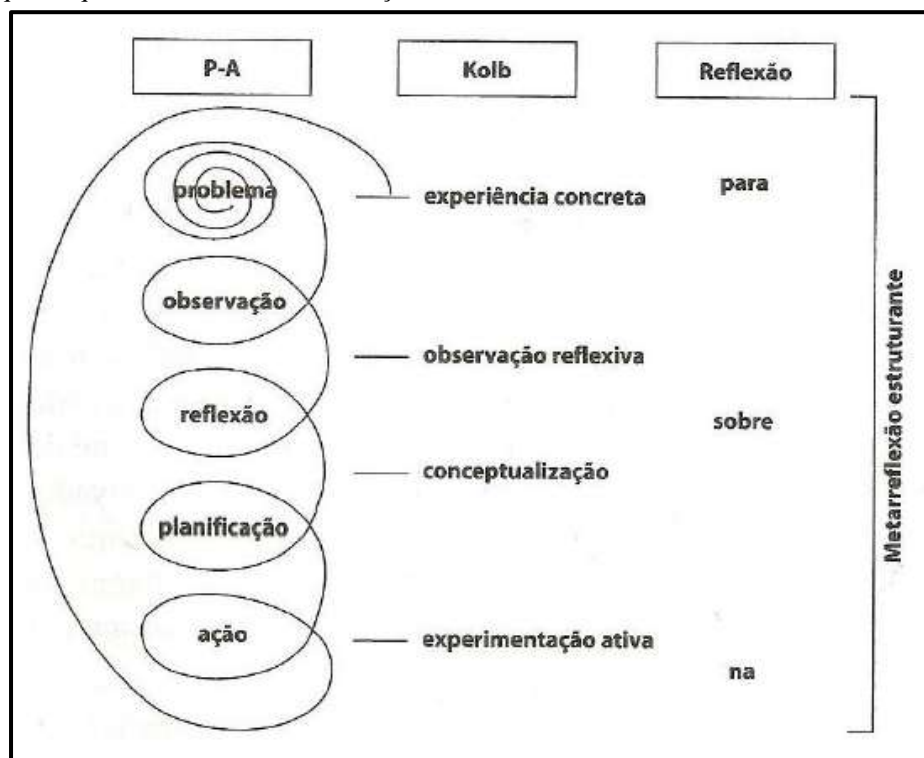 P-A
Kolb
Reflexão
problema
experiência concreta
para
observação
observação reflexiva
reflexão
sobre
conceptualização
planificação
ação
experimentação ativa
na
Metarreflexão estruturante